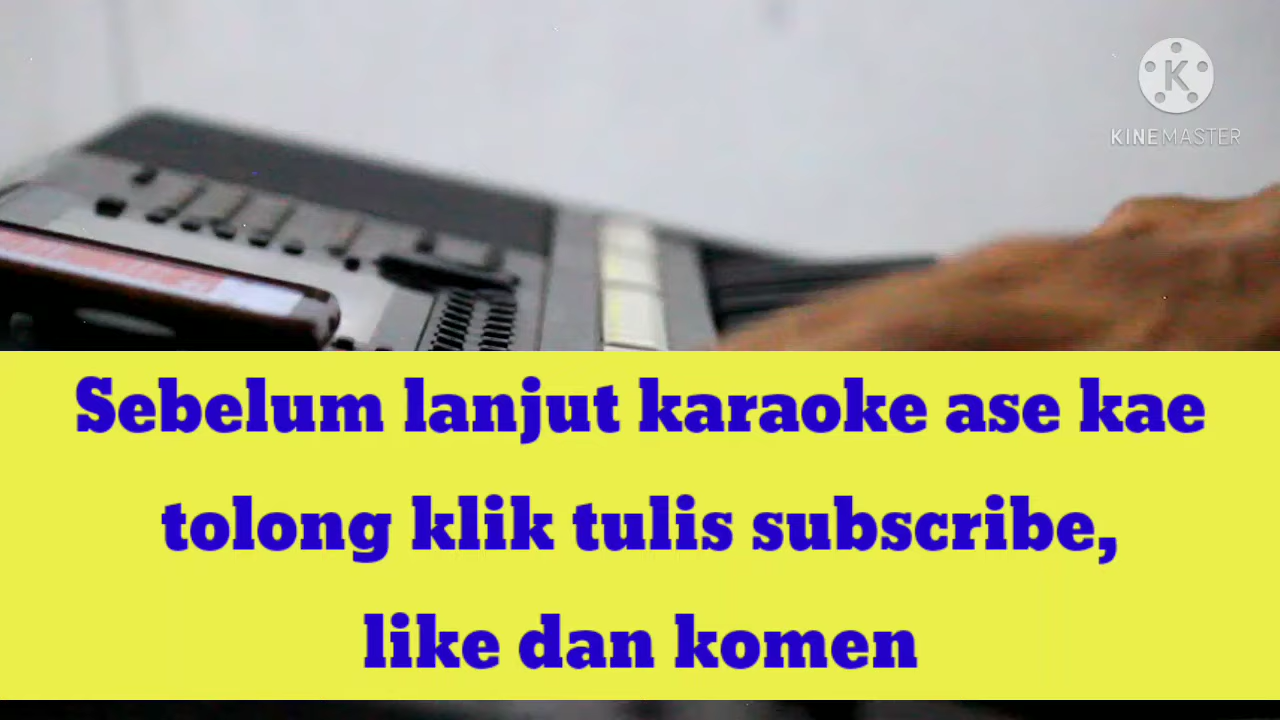 KINEMASTER
Sebelum lanjut karaoke ase kae
tolong klik tulis subscribe,
like dan komen